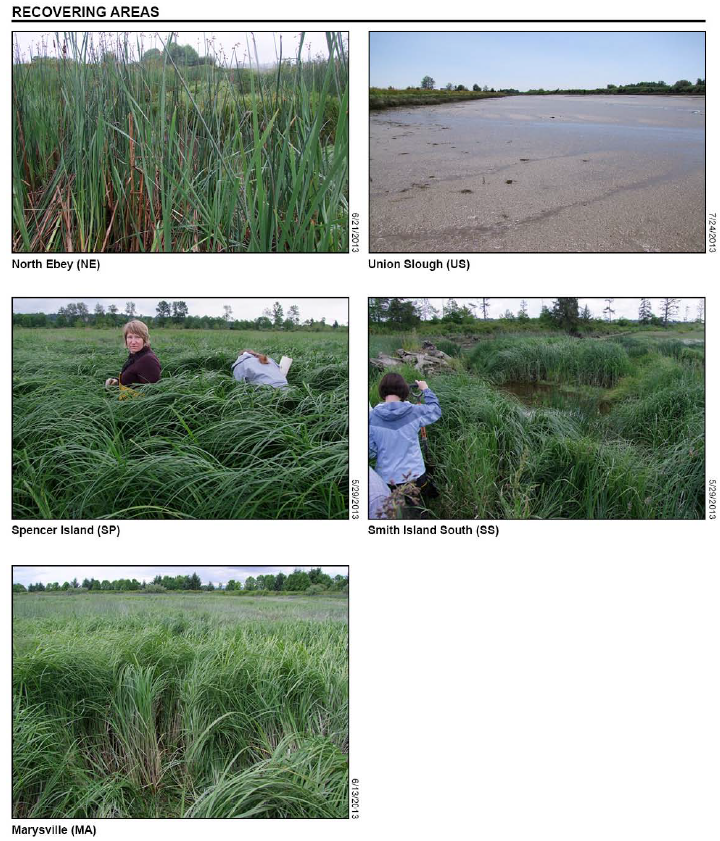 RECOVERING AREAS
6/21/2013
North Ebey (NE)
7/24/2013
Union Slough (US)
5/29/2013
Spencer Island (SP)
5/29/2013
Smith Island South (SS)
6/13/2013
Marysville (MA)